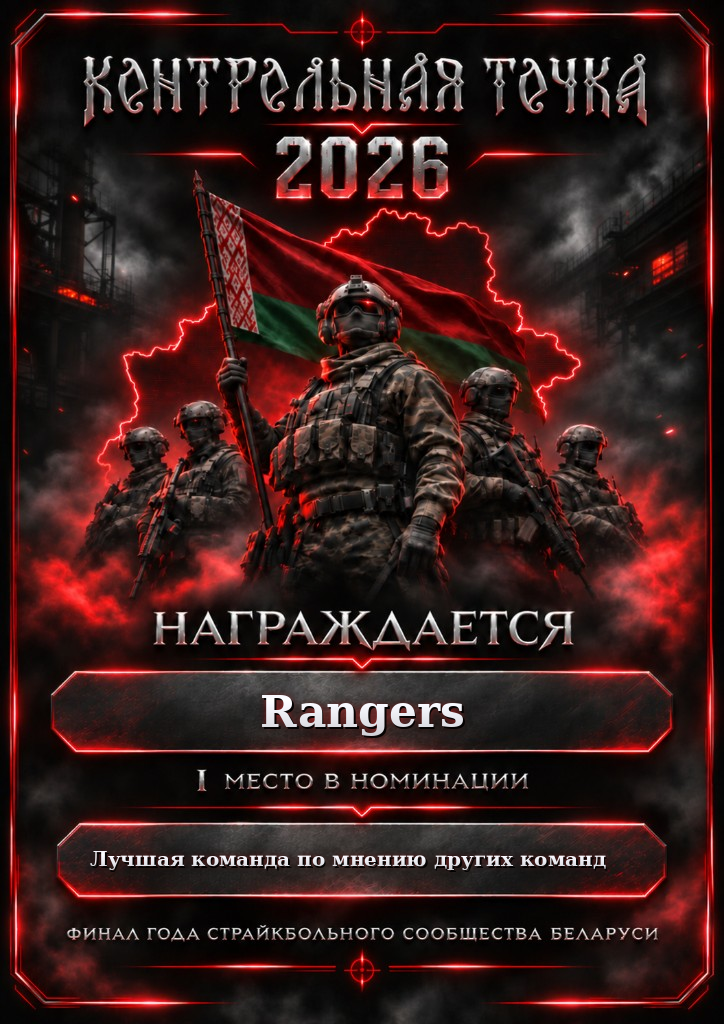 КОНТРОЛЬНАЯ ТОЧКА
2026
НАГРАЖДАЕТСЯ
Rangers
I МЕСТО В НОМИНАЦИИ
Лучшая команда по мнению других команд
ФИНАЛ ГОДА СТРАЙКБОЛЬНОГО СООБЩЕСТВА БЕЛАРУСИ